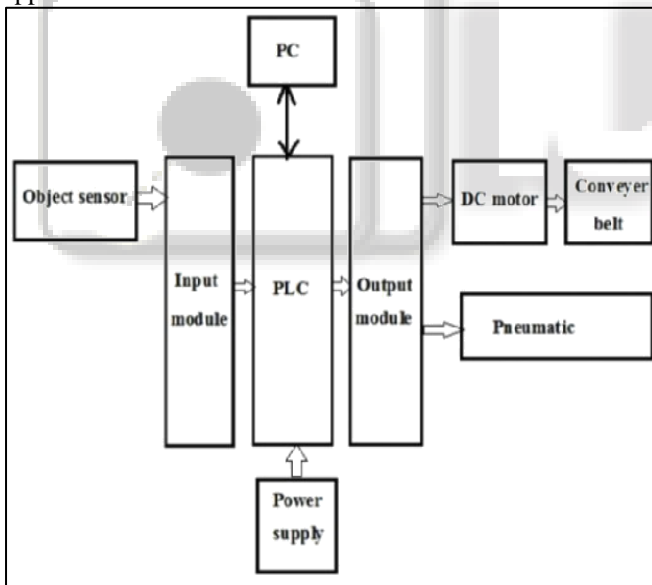 PC
Object sensor
Input
module
PLC
Output
module
DC motor
Conveyer
belt
Pneumatic
Power
supply